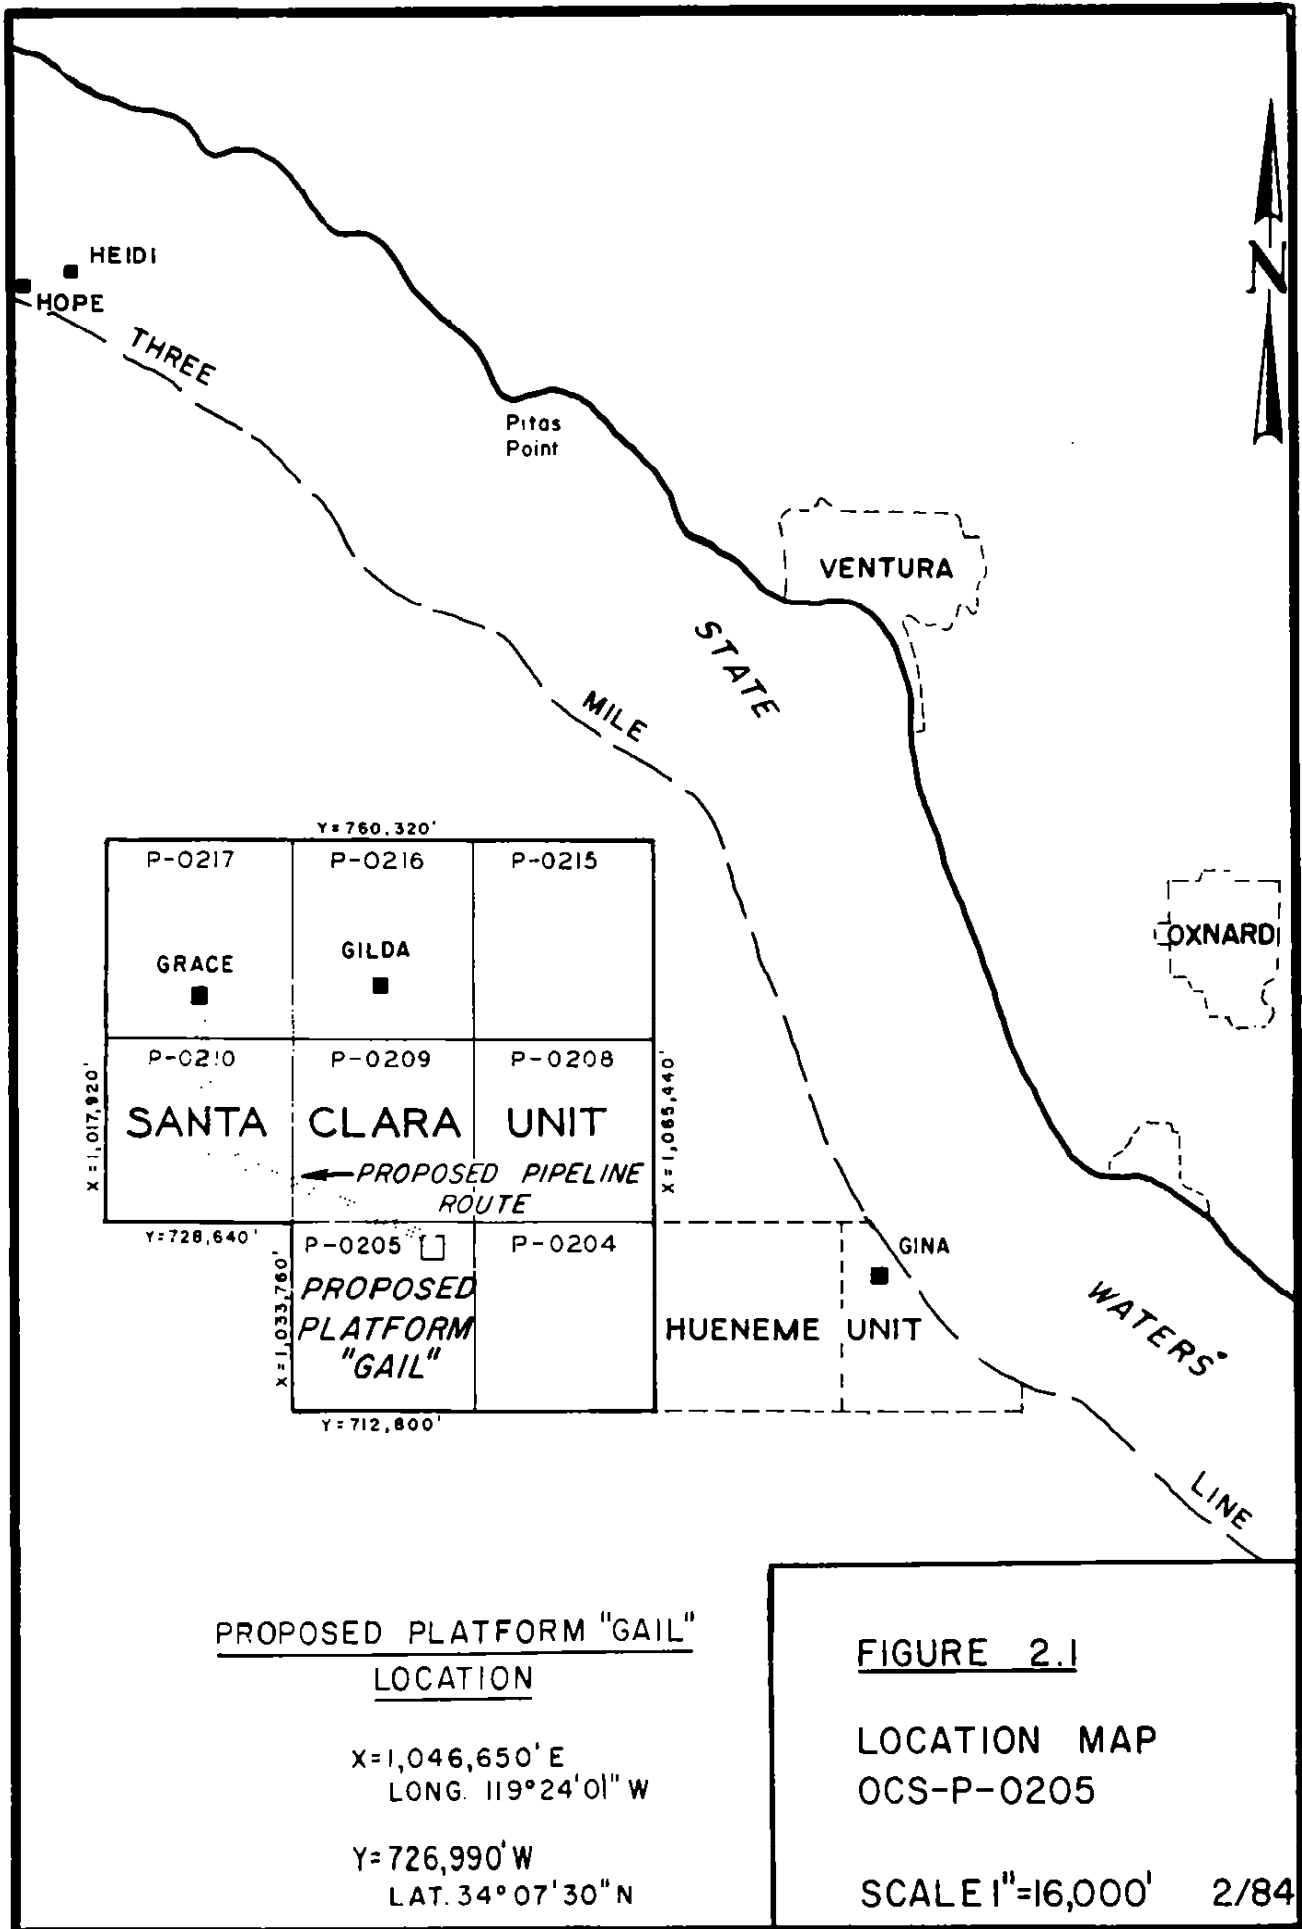 HEIDI
HOPE
N
THREE
Pitas
Point
VENTURA
STATE
MILE
Y=760,320'
P-0217
P-0216
P-0215
GRACE
GILDA
OXNARD
P-0210
P-0209
P-0208
X=1,017,920'
X=1,065,440'
SANTA CLARA UNIT
PROPOSED PIPELINE
ROUTE
Y=728,640'
P-0205
P-0204
GINA
X=1,033,760'
PROPOSED
PLATFORM
"GAIL"
HUENEME UNIT
WATERS
Y=712,800'
LINE
PROPOSED PLATFORM "GAIL"
LOCATION
X=1,046,650' E
LONG. 119°24'01" W
Y=726,990' W
LAT. 34°07'30" N
FIGURE 2.1
LOCATION MAP
OCS-P-0205
SCALE 1"=16,000' 2/84